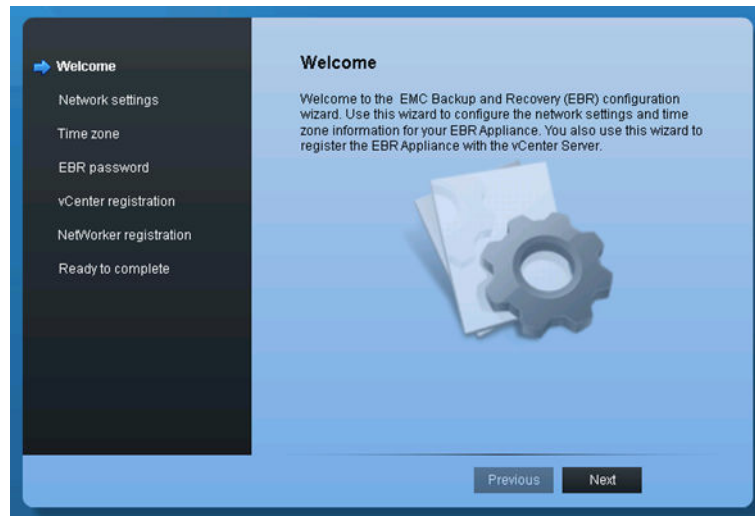 Welcome
Network settings
Time zone
EBR password
vCenter registration
NetWorker registration
Ready to complete
Welcome
Welcome to the EMC Backup and Recovery (EBR) configuration
wizard. Use this wizard to configure the network settings and time
zone information for your EBR Appliance. You also use this wizard to
register the EBR Appliance with the vCenter Server.
Previous
Next